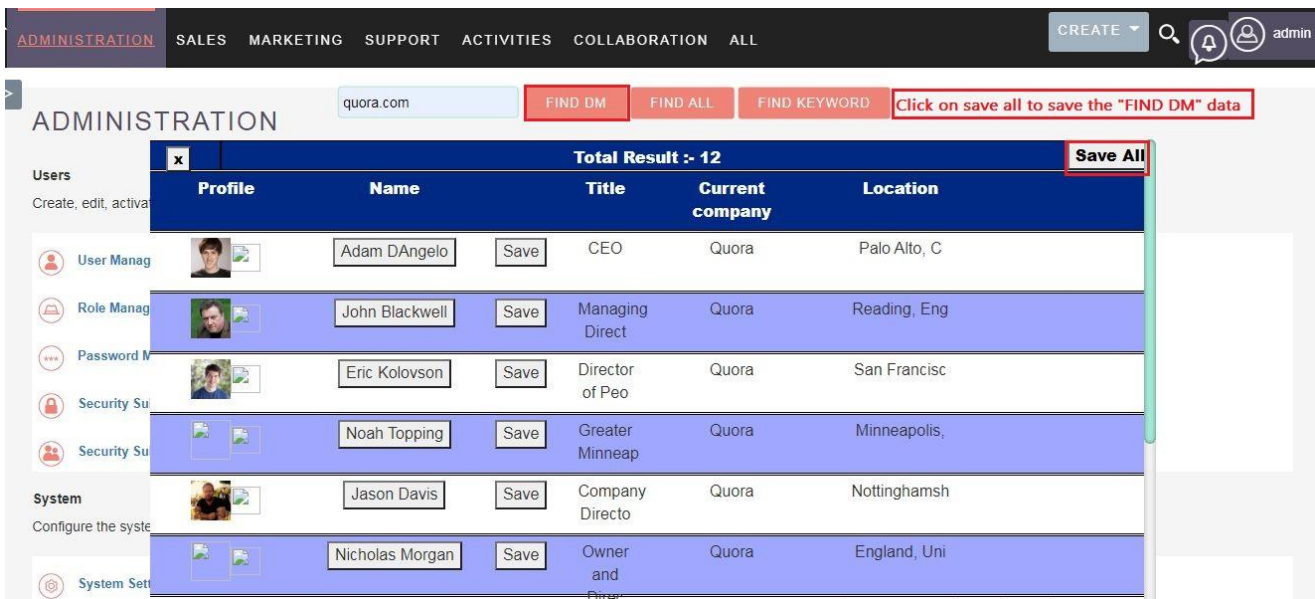 ADMINISTRATION SALES MARKETING SUPPORT ACTIVITIES COLLABORATION ALL CREATE admin
quora.com FIND DM FIND ALL FIND KEYWORD Click on save all to save the "FIND DM" data
ADMINISTRATION
x Total Result :- 12 Save All
Users
Profile Name Title Current company Location
Create, edit, activat
Adam DAngelo Save CEO Quora Palo Alto, C
User Manag
John Blackwell Save Managing Direct Quora Reading, Eng
Role Manag
Password M
Eric Kolovson Save Director of Peo Quora San Francisc
Security Sui
Noah Topping Save Greater Minneap Quora Minneapolis,
Security Sui
System
Jason Davis Save Company Directo Quora Nottinghamsh
Configure the syste
Nicholas Morgan Save Owner and Direc Quora England, Uni
System Sett